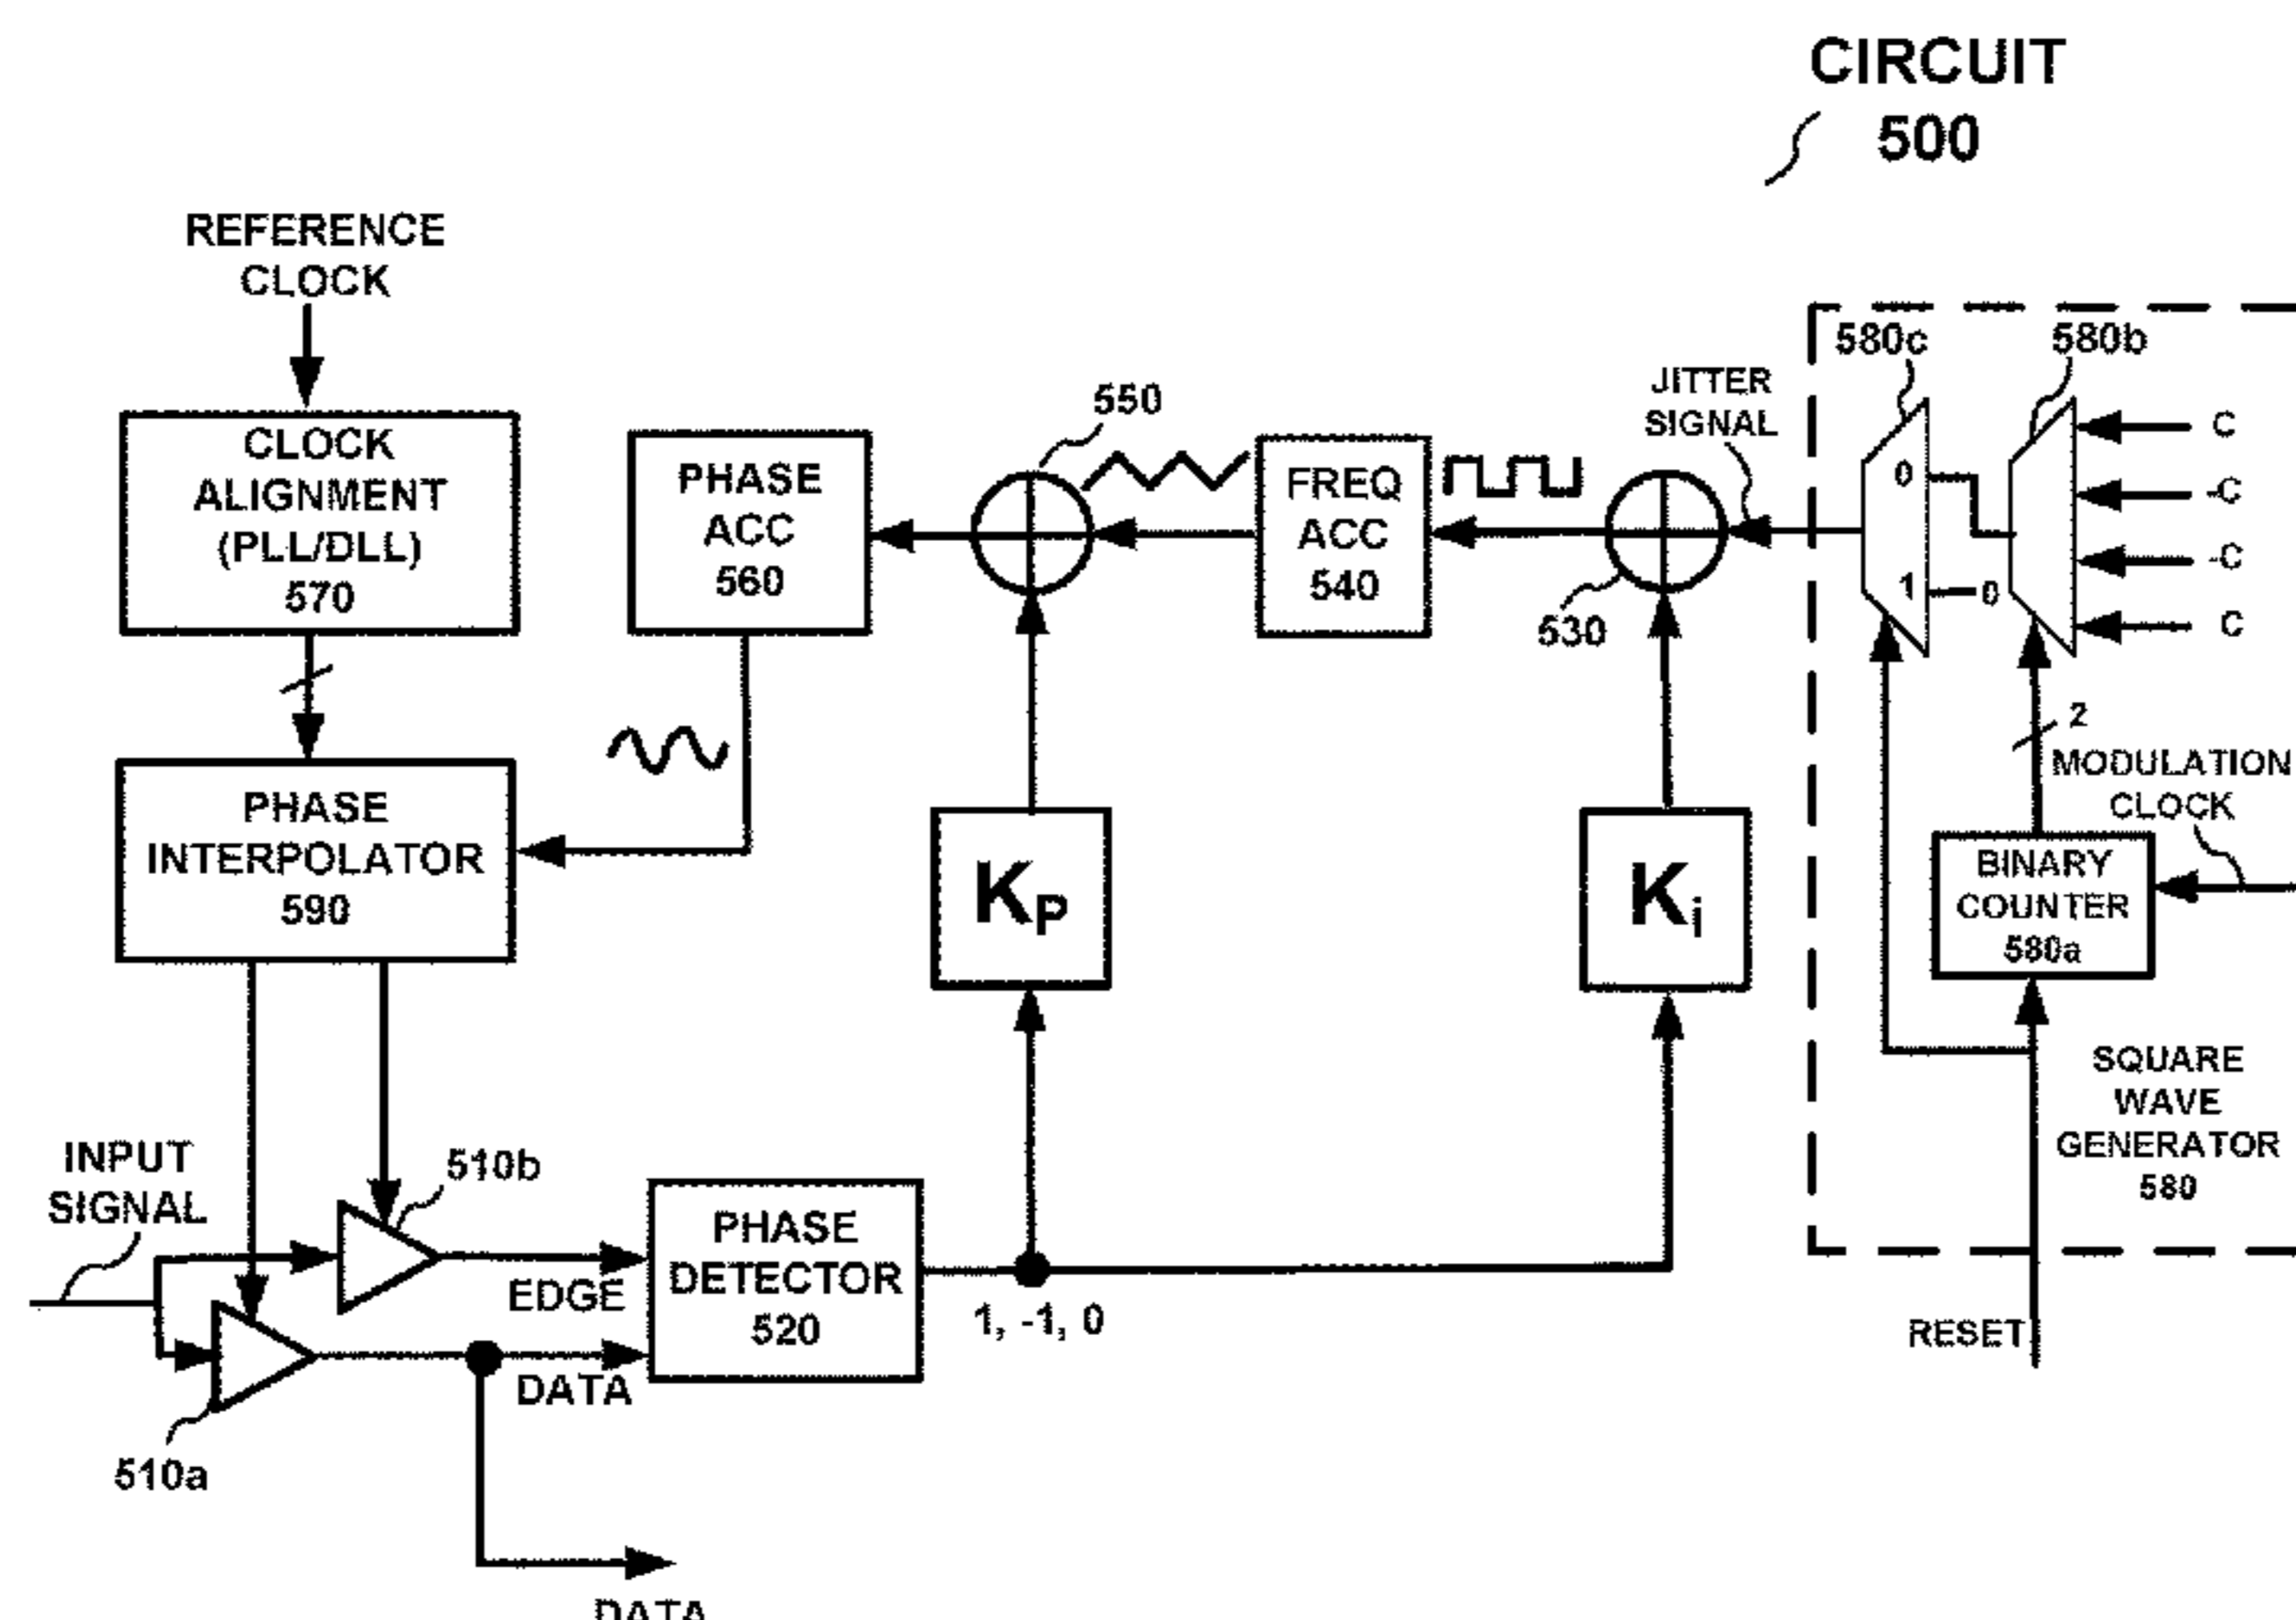 CIRCUIT
500
REFERENCE
CLOCK
CLOCK
ALIGNMENT
(PLL/DLL)
570
PHASE
INTERPOLATOR
590
PHASE
ACC
560
550
FREQ
ACC
540
530
JITTER
SIGNAL
580c
580b
0
1
0
C
-C
-C
C
2
MODULATION
CLOCK
BINARY
COUNTER
580a
SQUARE
WAVE
GENERATOR
580
RESET
KP
Ki
INPUT
SIGNAL
510b
510a
EDGE
DATA
PHASE
DETECTOR
520
1, -1, 0
DATA